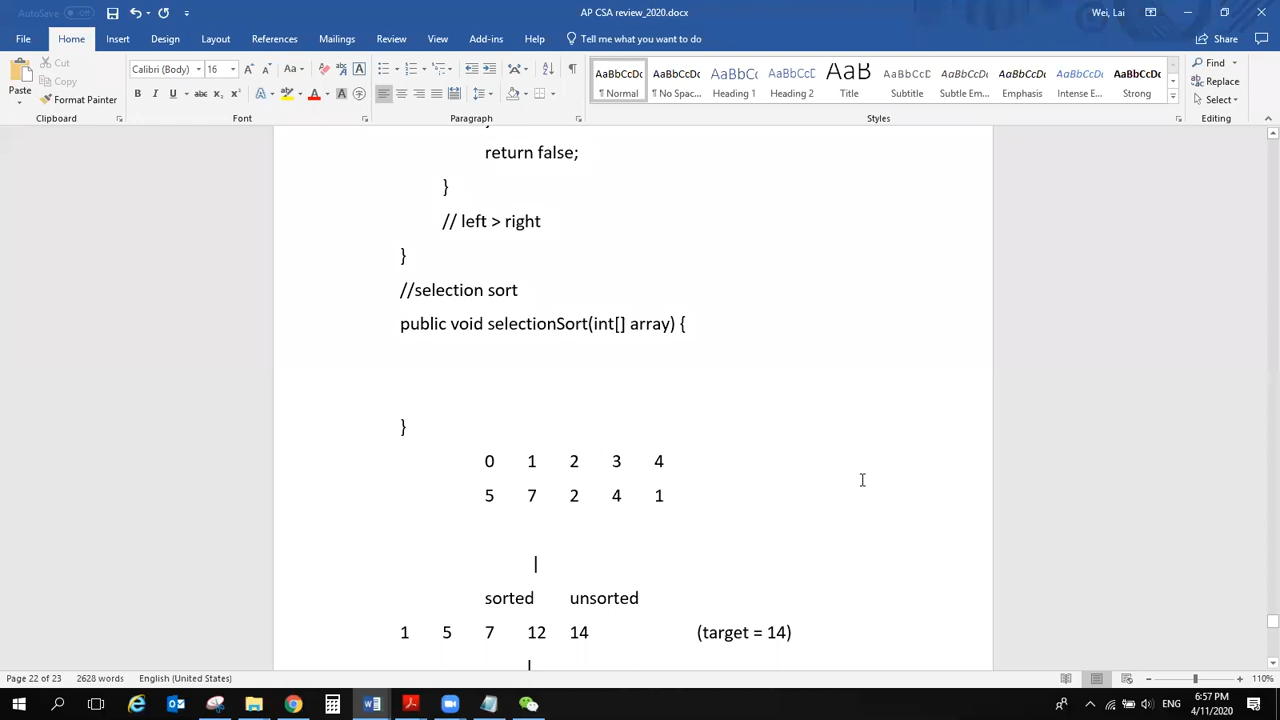 AutoSave Off
AP CSA review_2020.docx
Wei, Lai
File Home Insert Design Layout References Mailings Review View Add-ins Help Tell me what you want to do Share
Paste
Cut
Copy
Format Painter
Calibri (Body) 16
AaBbCcDc AaBbCcDc AaBbCc AaBbCcD AaB AaBbCcD AaBbCcDc AaBbCcDc AaBbCcDc AaBbCcDc
¶ Normal ¶ No Spac... Heading 1 Heading 2 Title Subtitle Subtle Em... Emphasis Intense E... Strong
Find
Replace
Select
Clipboard Font Paragraph Styles Editing
return false;
}
// left > right
}
//selection sort
public void selectionSort(int[] array) {
}
0 1 2 3 4
5 7 2 4 1
|
sorted unsorted
1 5 7 12 14 (target = 14)
|
Page 22 of 23 2628 words English (United States) 110%
ENG
6:57 PM
4/11/2020